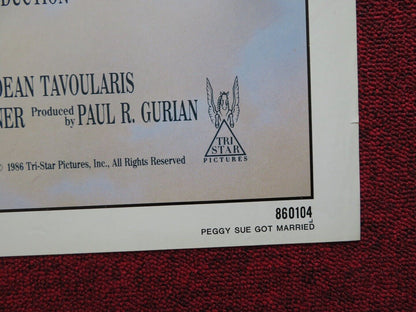 DUCTION
DEAN TAVOULARIS
NER Produced by PAUL R. GURIAN
TRI
STAR
PICTURES
© 1986 Tri-Star Pictures, Inc., All Rights Reserved
860104
PEGGY SUE GOT MARRIED